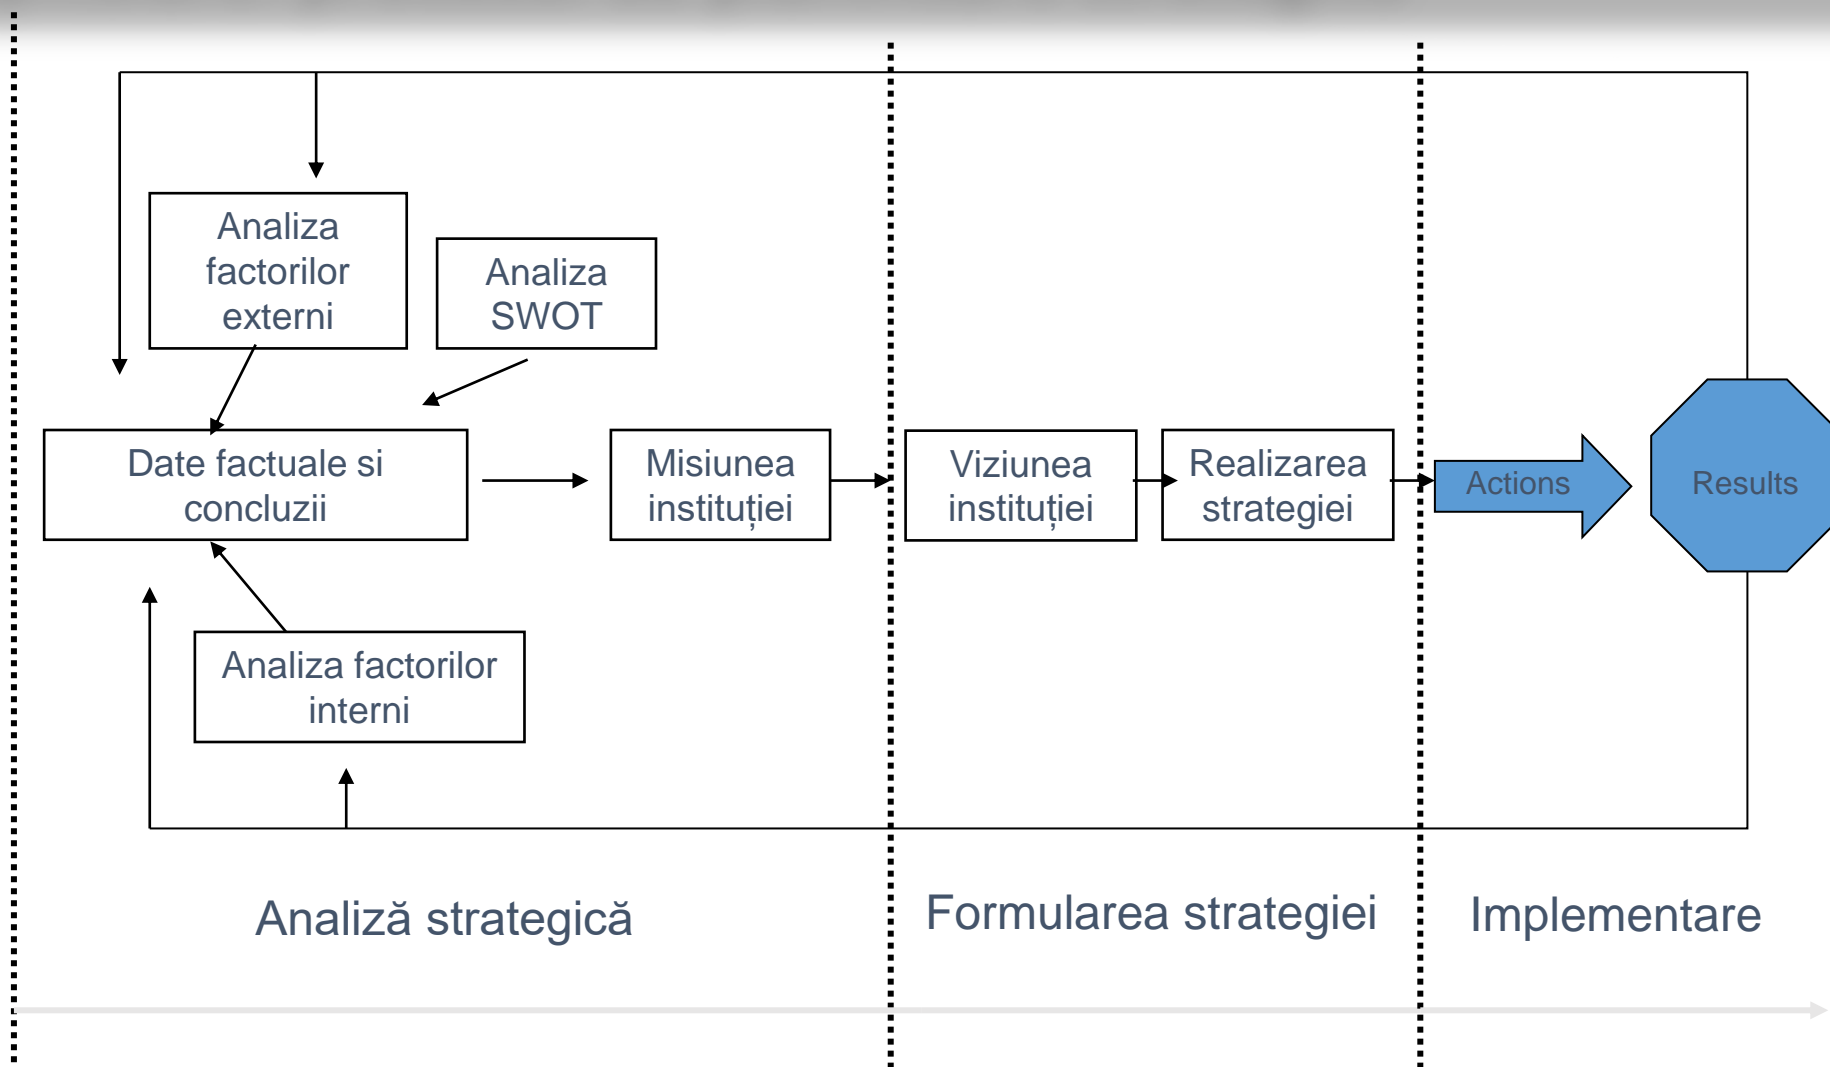 Analiza
factorilor
externi
Analiza
SWOT
Date factuale si
concluzii
Misiunea
instituției
Viziunea
instituției
Realizarea
strategiei
Actions
Results
Analiza factorilor
interni
Analiză strategică
Formularea strategiei
Implementare